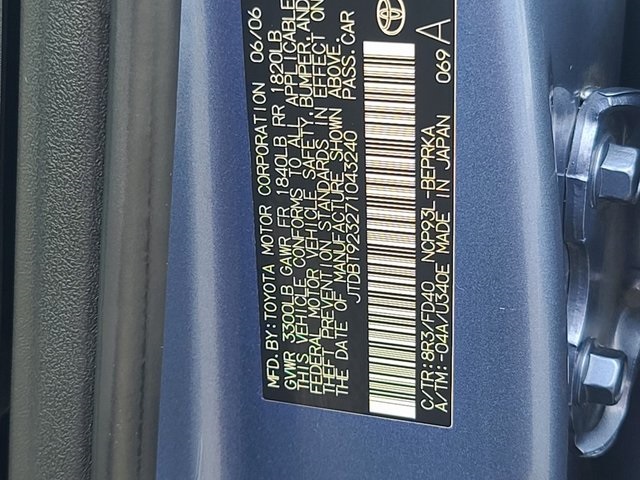 MFD. BY: TOYOTA MOTOR CORPORATION 06/06
GVWR 3300LB GAWR FR 1840LB RR 1820LB
THIS VEHICLE CONFORMS TO ALL APPLICABLE
FEDERAL MOTOR VEHICLE SAFETY, BUMPER, AND
THEFT PREVENTION STANDARDS IN EFFECT ON
THE DATE OF MANUFACTURE SHOWN ABOVE.
JTDBT923271043240 PASS. CAR
C/TR: 8R3/FD40 NCP93L-BEPRKA
A/TM: -04A/U340E MADE IN JAPAN 069 A